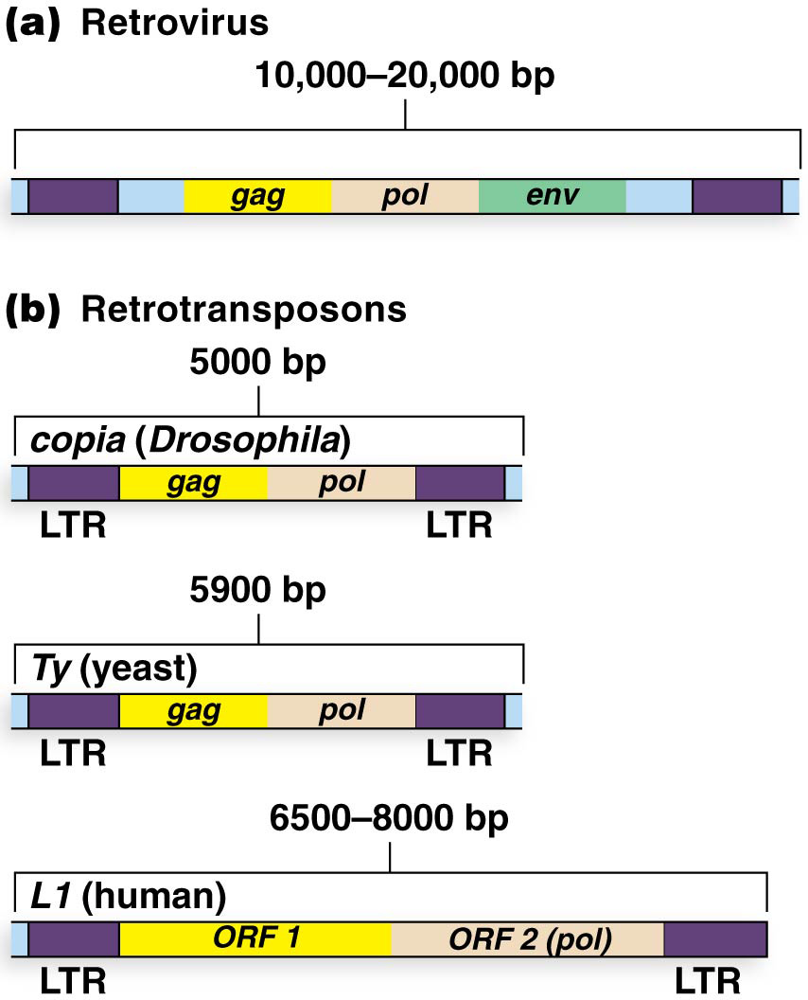 (a) Retrovirus
10,000–20,000 bp
gag pol env
(b) Retrotransposons
5000 bp
copia (Drosophila)
gag pol
LTR LTR
5900 bp
Ty (yeast)
gag pol
LTR LTR
6500–8000 bp
L1 (human)
ORF 1 ORF 2 (pol)
LTR LTR